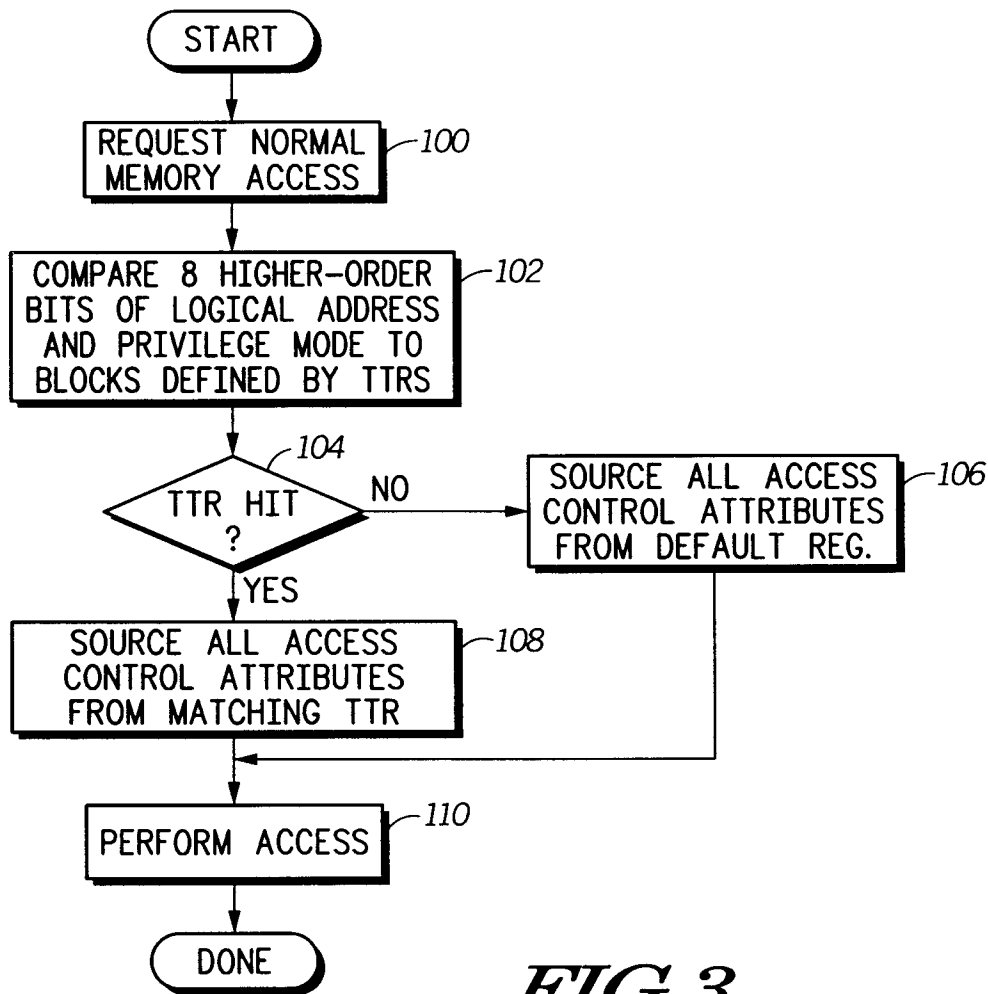 START
REQUEST NORMAL
MEMORY ACCESS
100
COMPARE 8 HIGHER-ORDER
BITS OF LOGICAL ADDRESS
AND PRIVILEGE MODE TO
BLOCKS DEFINED BY TTRS
102
104
TTR HIT
?
NO
YES
SOURCE ALL ACCESS
CONTROL ATTRIBUTES
FROM DEFAULT REG.
106
SOURCE ALL ACCESS
CONTROL ATTRIBUTES
FROM MATCHING TTR
108
PERFORM ACCESS
110
DONE
FIG.3